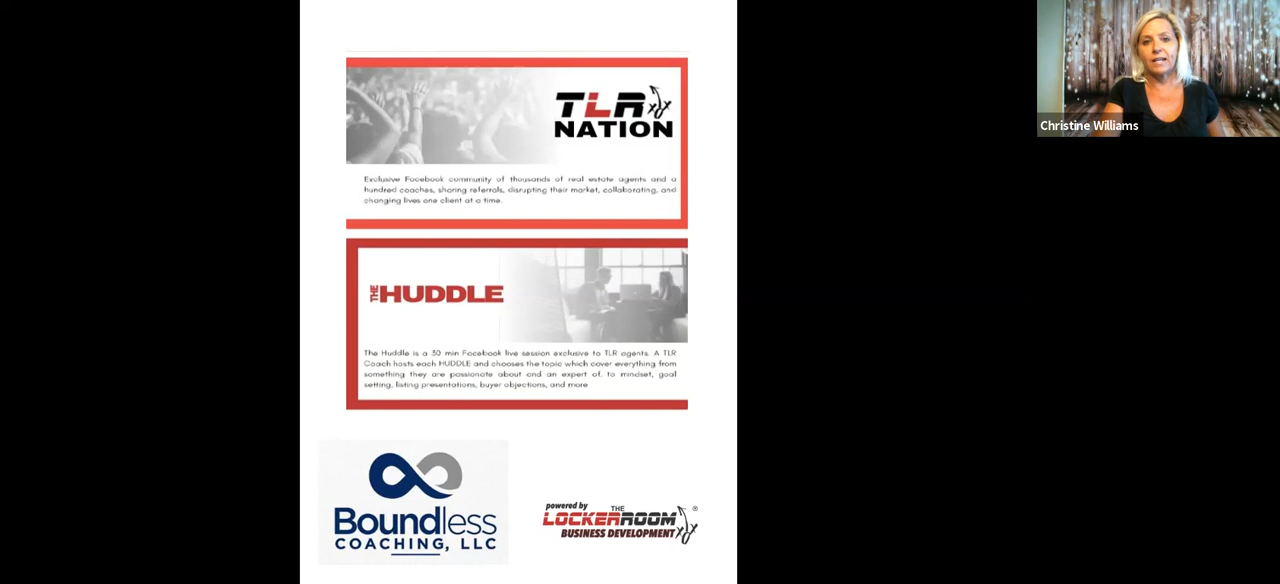 TLR
NATION
Exclusive Facebook community of thousands of real estate agents and a
hundred coaches, sharing referrals, disrupting their market, collaborating, and
changing lives one client at a time.
THE HUDDLE
The Huddle is a 30 min Facebook live session exclusive to TLR agents. A TLR
Coach hosts each HUDDLE and chooses the topic which cover everything from
something they are passionate about and an expert of, to mindset, goal
setting, listing presentations, buyer objections, and more
Boundless
COACHING, LLC
powered by THE
LOCKERROOM ®
BUSINESS DEVELOPMENT
Christine Williams